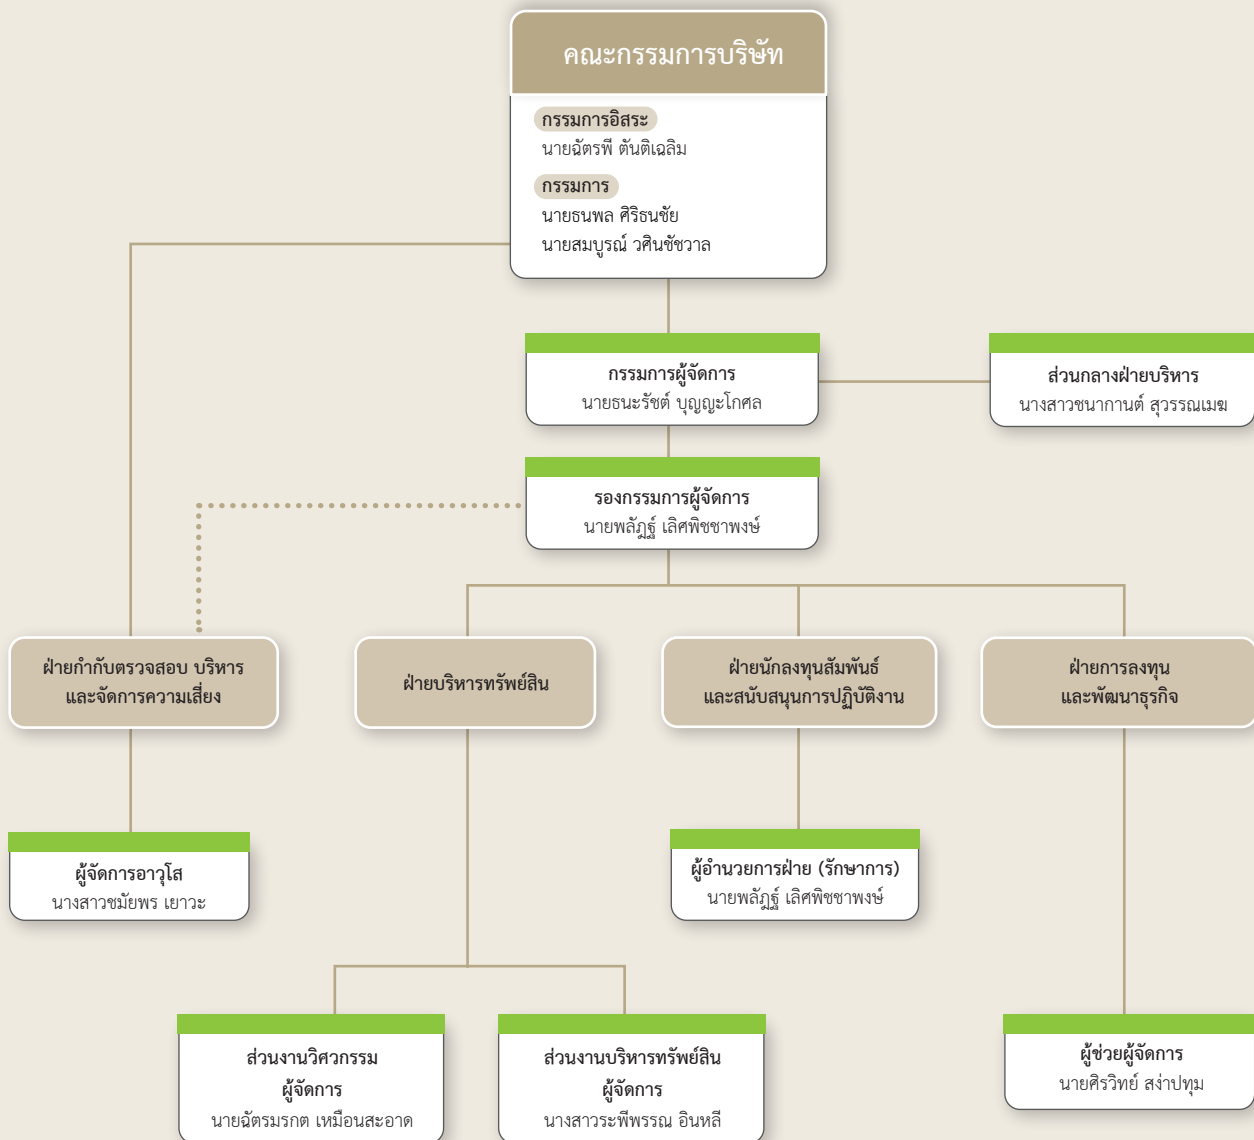 คณะกรรมการบริษัท
กรรมการอิสระ
นายฉัตรพี ตันติเฉลิม
กรรมการ
นายธนพล ศิริธนชัย
นายสมบูรณ์ วศินชัชวาล
กรรมการผู้จัดการ
นายธนะรัชต์ บุญญะโกศล
ส่วนกลางฝ่ายบริหาร
นางสาวชนากานต์ สุวรรณเมฆ
รองกรรมการผู้จัดการ
นายพลัฏฐ์ เลิศพิชชาพงษ์
ฝ่ายกำกับตรวจสอบ บริหาร
และจัดการความเสี่ยง
ฝ่ายบริหารทรัพย์สิน
ฝ่ายนักลงทุนสัมพันธ์
และสนับสนุนการปฏิบัติงาน
ฝ่ายการลงทุน
และพัฒนาธุรกิจ
ผู้จัดการอาวุโส
นางสาวชมัยพร เยาวะ
ผู้อำนวยการฝ่าย (รักษาการ)
นายพลัฏฐ์ เลิศพิชชาพงษ์
ส่วนงานวิศวกรรม
ผู้จัดการ
นายฉัตรมรกต เหมือนสะอาด
ส่วนงานบริหารทรัพย์สิน
ผู้จัดการ
นางสาวระพีพรรณ อินหลี
ผู้ช่วยผู้จัดการ
นายศิรวิทย์ สง่าปทุม